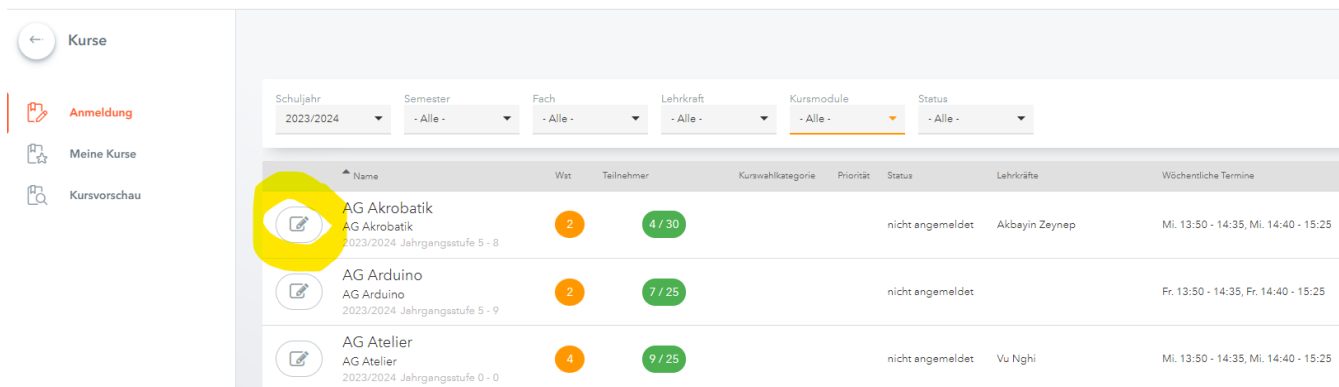 Kurse
Anmeldung
Meine Kurse
Kursvorschau
Schuljahr Semester Fach Lehrkraft Kursmodule Status
2023/2024 - Alle - - Alle - - Alle - - Alle - - Alle -
Name Wst Teilnehmer Kurswahlkategorie Priorität Status Lehrkräfte Wöchentliche Termine
AG Akrobatik
AG Akrobatik 2 4 / 30 nicht angemeldet Akbayin Zeynep Mi. 13:50 - 14:35, Mi. 14:40 - 15:25
2023/2024 Jahrgangsstufe 5 - 8
AG Arduino
AG Arduino 2 7 / 25 nicht angemeldet Fr. 13:50 - 14:35, Fr. 14:40 - 15:25
2023/2024 Jahrgangsstufe 5 - 9
AG Atelier
AG Atelier 4 9 / 25 nicht angemeldet Vu Nghi Mi. 13:50 - 14:35, Mi. 14:40 - 15:25
2023/2024 Jahrgangsstufe 0 - 0